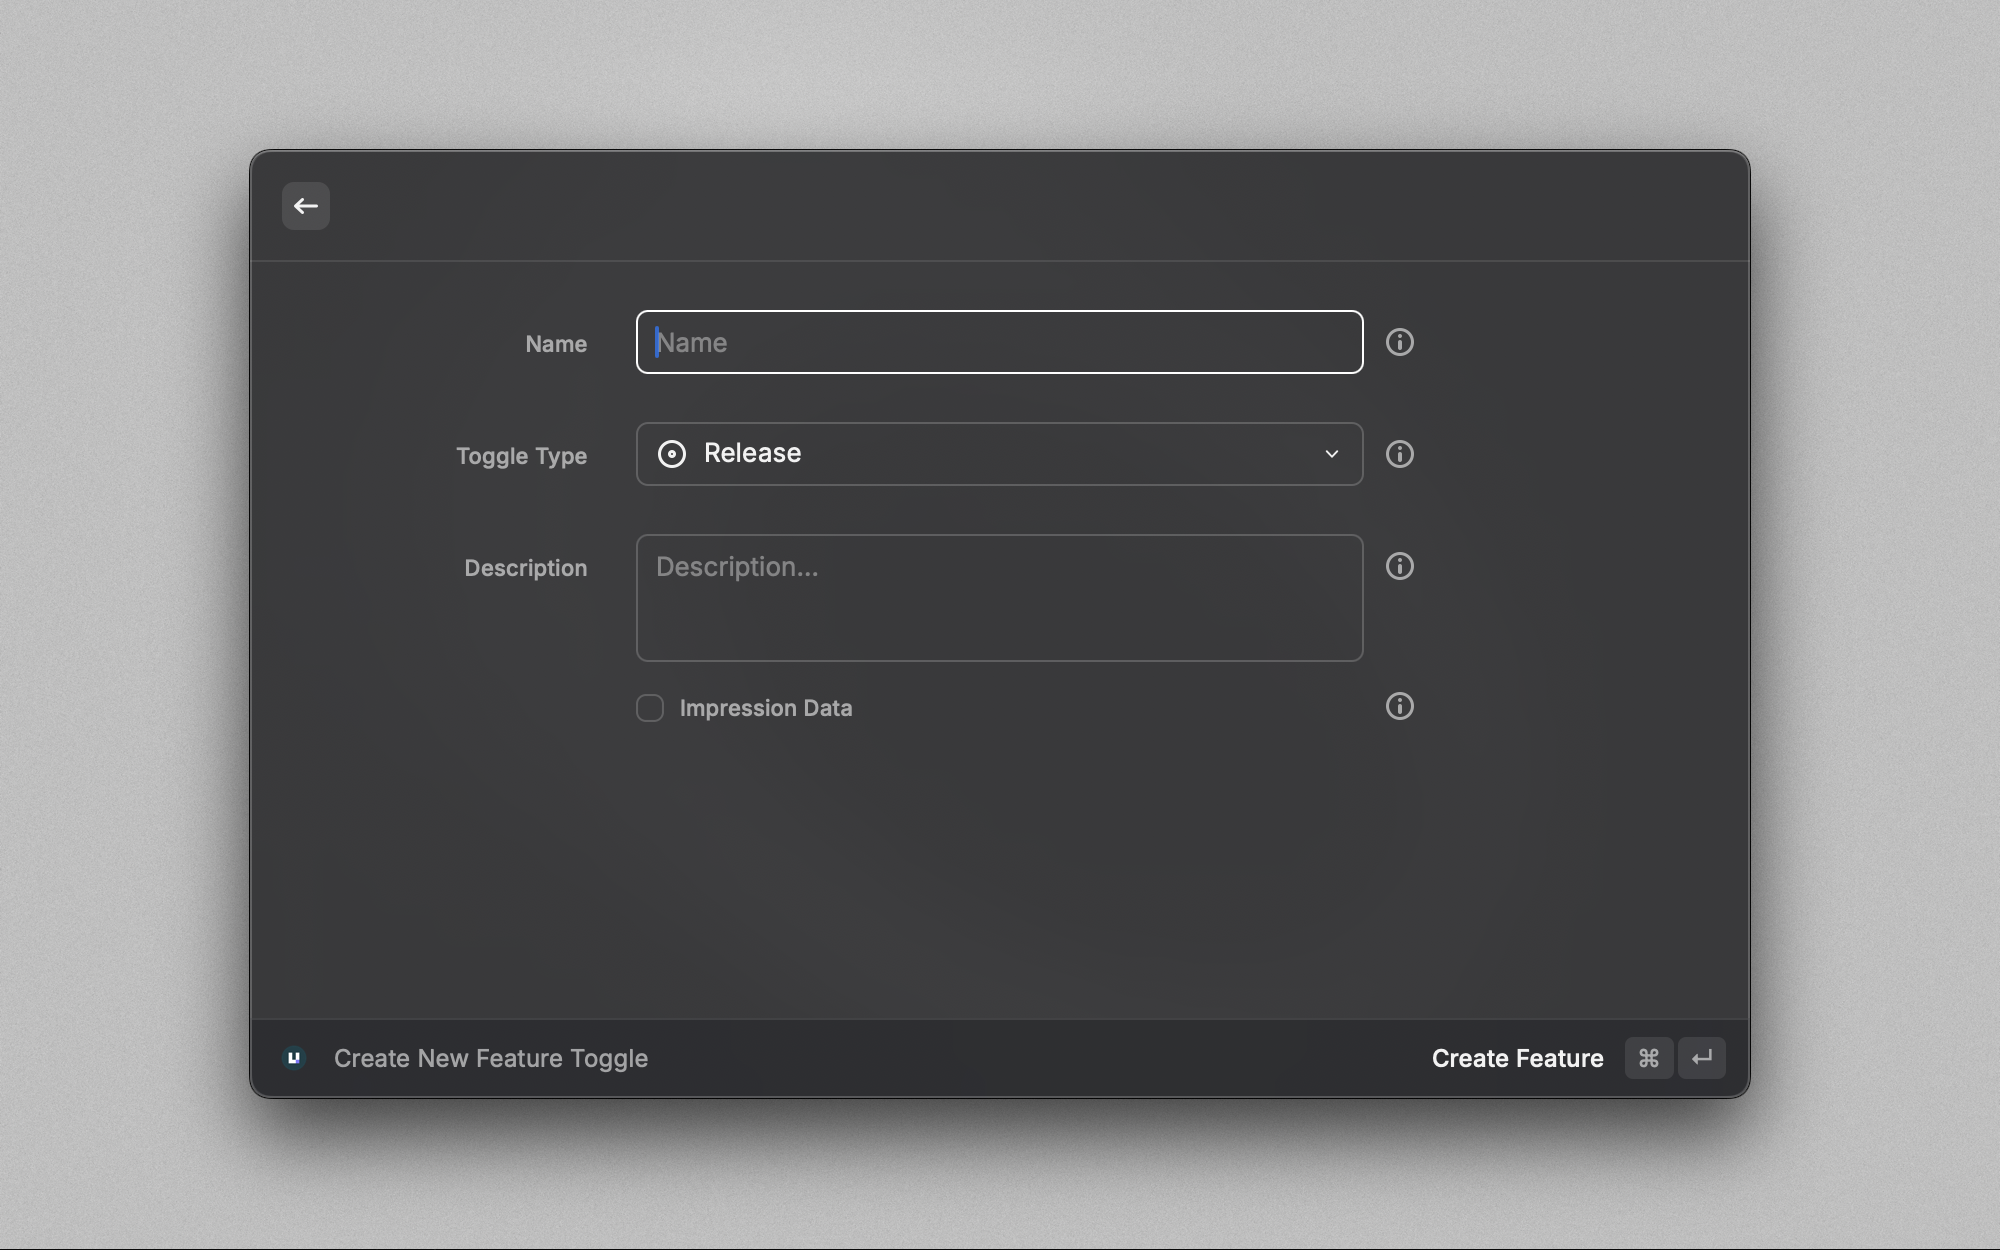 Name
Name
Toggle Type
Release
Description
Description...
Impression Data
Create New Feature Toggle
Create Feature ⌘ ↵